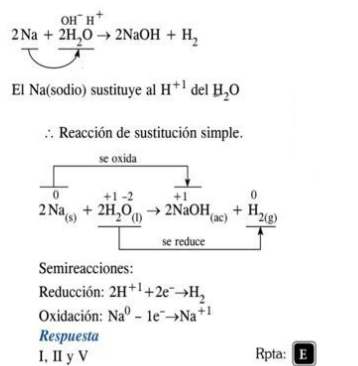 OH⁻ H⁺
2Na + 2H₂O → 2NaOH + H₂
El Na(sodio) sustituye al H⁺¹ del H₂O
∴ Reacción de sustitución simple.
se oxida
0 +1 -2 +1 0
2 Na₍ₛ₎ + 2H₂O₍ₗ₎ → 2NaOH₍ac₎ + H₂₍g₎
se reduce
Semireacciones:
Reducción: 2H⁺¹+2e⁻→H₂
Oxidación: Na⁰ – 1e⁻→Na⁺¹
Respuesta
I, II y V
Rpta: E